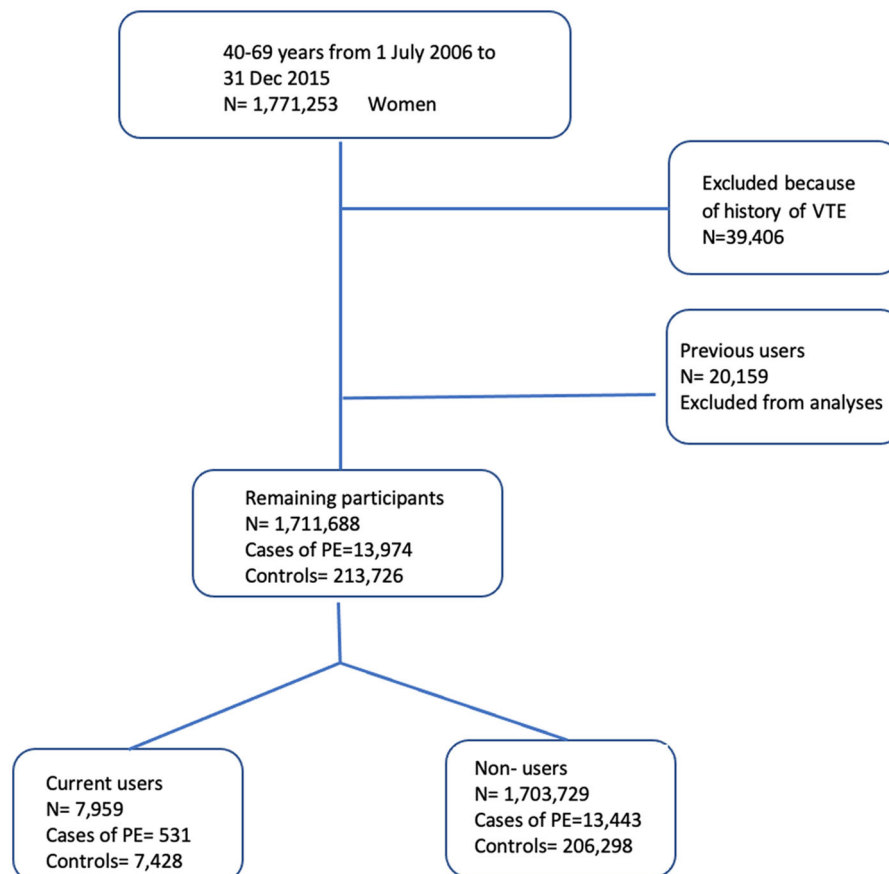 40-69 years from 1 July 2006 to
31 Dec 2015
N= 1,771,253 Women
Excluded because
of history of VTE
N=39,406
Previous users
N= 20,159
Excluded from analyses
Remaining participants
N= 1,711,688
Cases of PE=13,974
Controls= 213,726
Current users
N= 7,959
Cases of PE= 531
Controls= 7,428
Non- users
N= 1,703,729
Cases of PE=13,443
Controls= 206,298